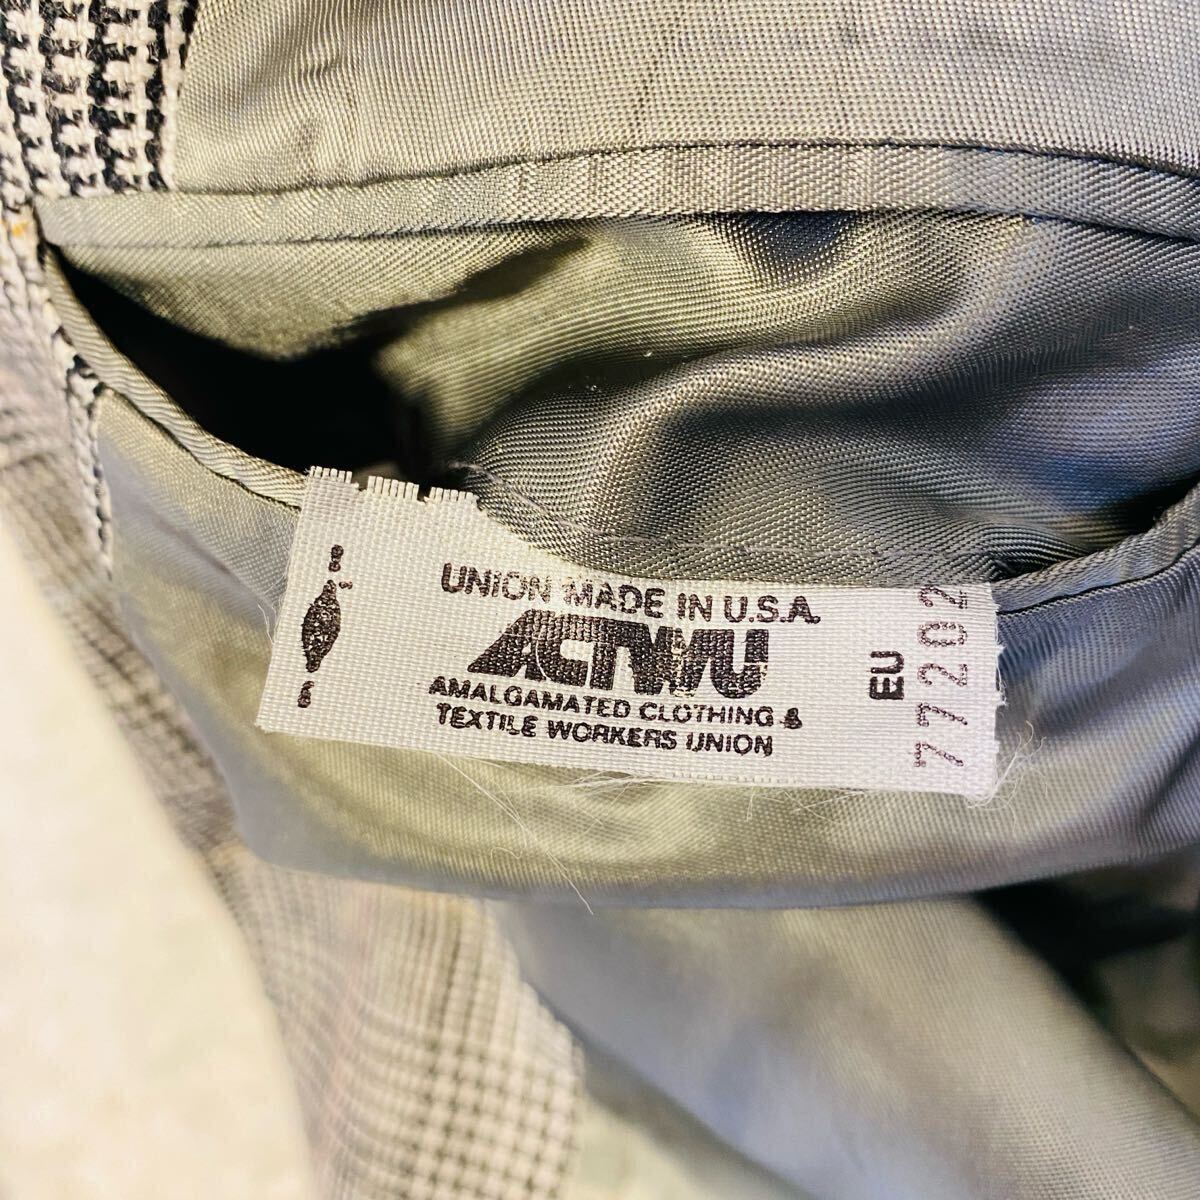 UNION MADE IN U.S.A.
ACTWU
AMALGAMATED CLOTHING &
TEXTILE WORKERS UNION
EU
77202